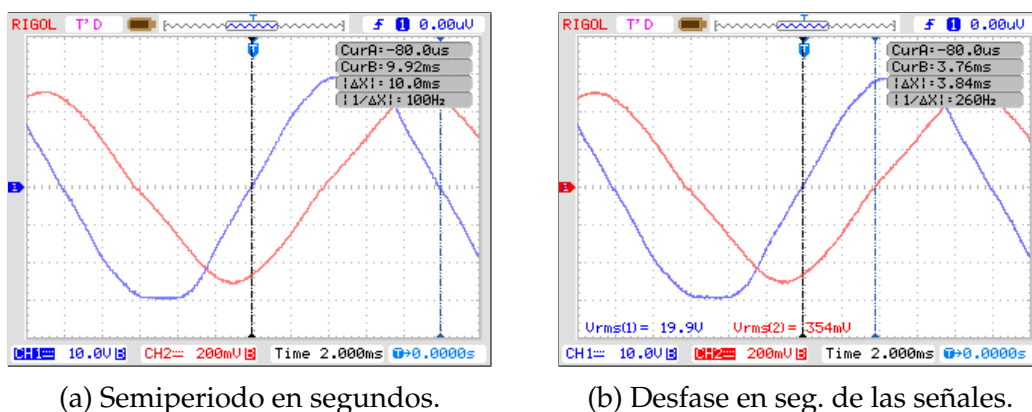 RIGOL T'D T ƒ 1 0.00uV
CurA:-80.0us
CurB:9.92ms
|ΔX|:10.0ms
|1/ΔX|:100Hz
T
1
CH1 10.0V B CH2 200mV B Time 2.000ms T→0.0000s
(a) Semiperiodo en segundos.
RIGOL T'D T ƒ 1 0.00uV
CurA:-80.0us
CurB:3.76ms
|ΔX|:3.84ms
|1/ΔX|:260Hz
T
1
Vrms(1)= 19.9V Vrms(2)= 354mV
CH1 10.0V B CH2 200mV B Time 2.000ms T→0.0000s
(b) Desfase en seg. de las señales.